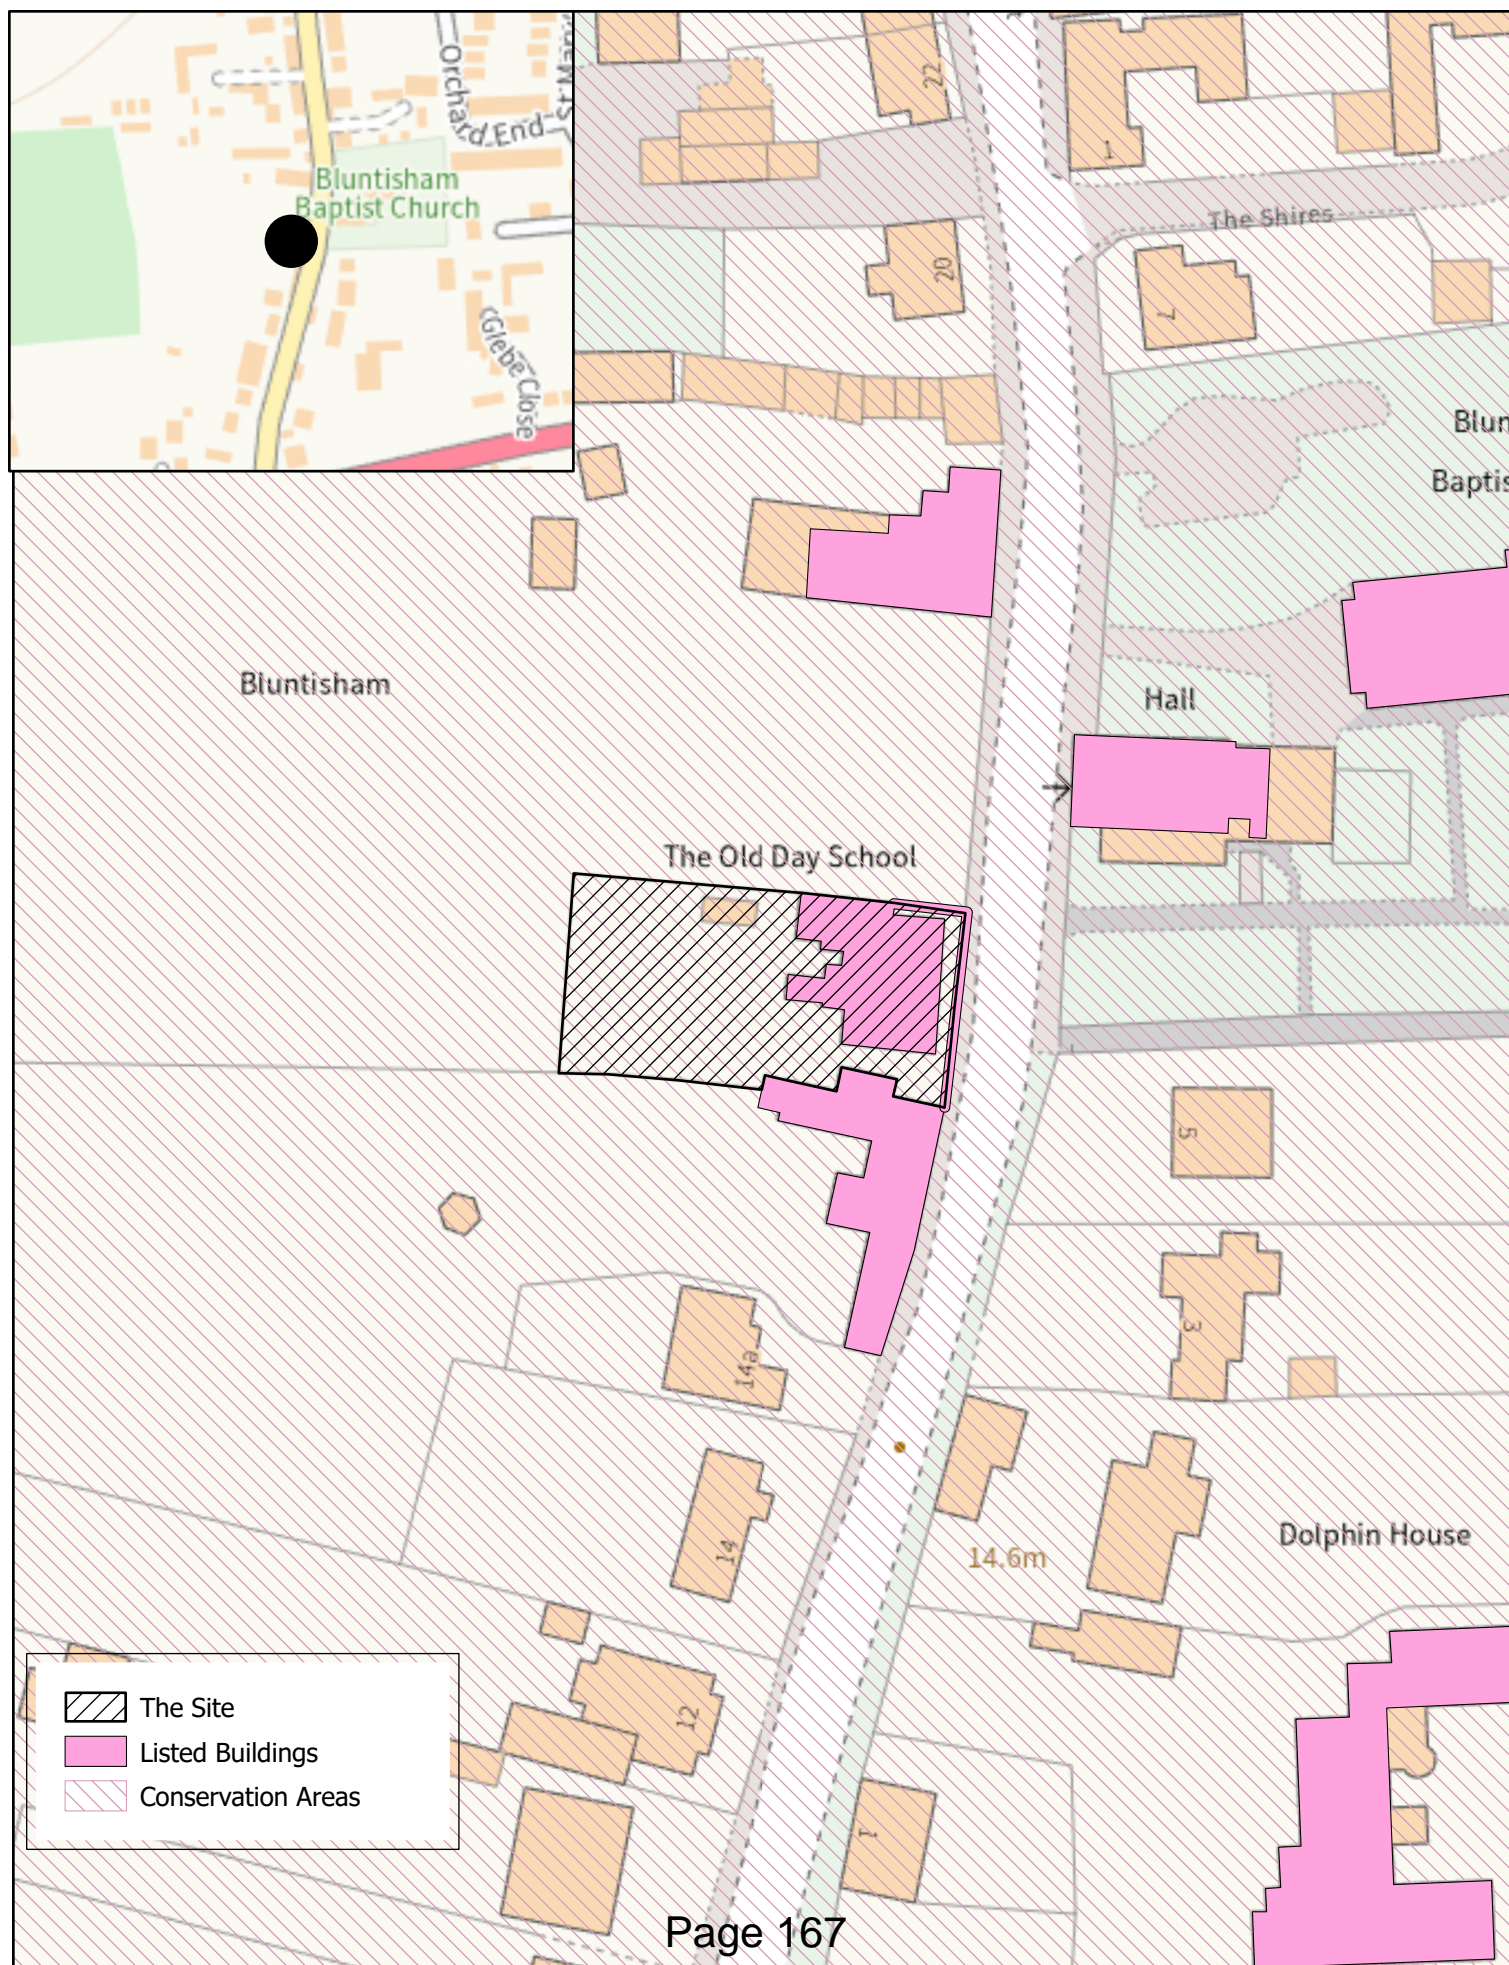 Orchard End
Bluntisham
Baptist Church
Glebe Close
22
1
The Shires
20
7
Blun
Baptis
Bluntisham
Hall
The Old Day School
5
3
14a
14
14.6m
Dolphin House
12
1
The Site
Listed Buildings
Conservation Areas
Page 167